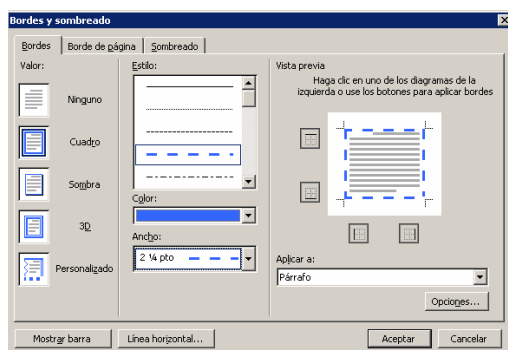 Bordes y sombreado
Bordes
Borde de página
Sombreado
Valor:
Ninguno
Cuadro
Sombra
3D
Personalizado
Estilo:
Color:
Ancho:
2 ¼ pto
Vista previa
Haga clic en uno de los diagramas de la
izquierda o use los botones para aplicar bordes
Aplicar a:
Párrafo
Opciones...
Mostrar barra
Línea horizontal...
Aceptar
Cancelar